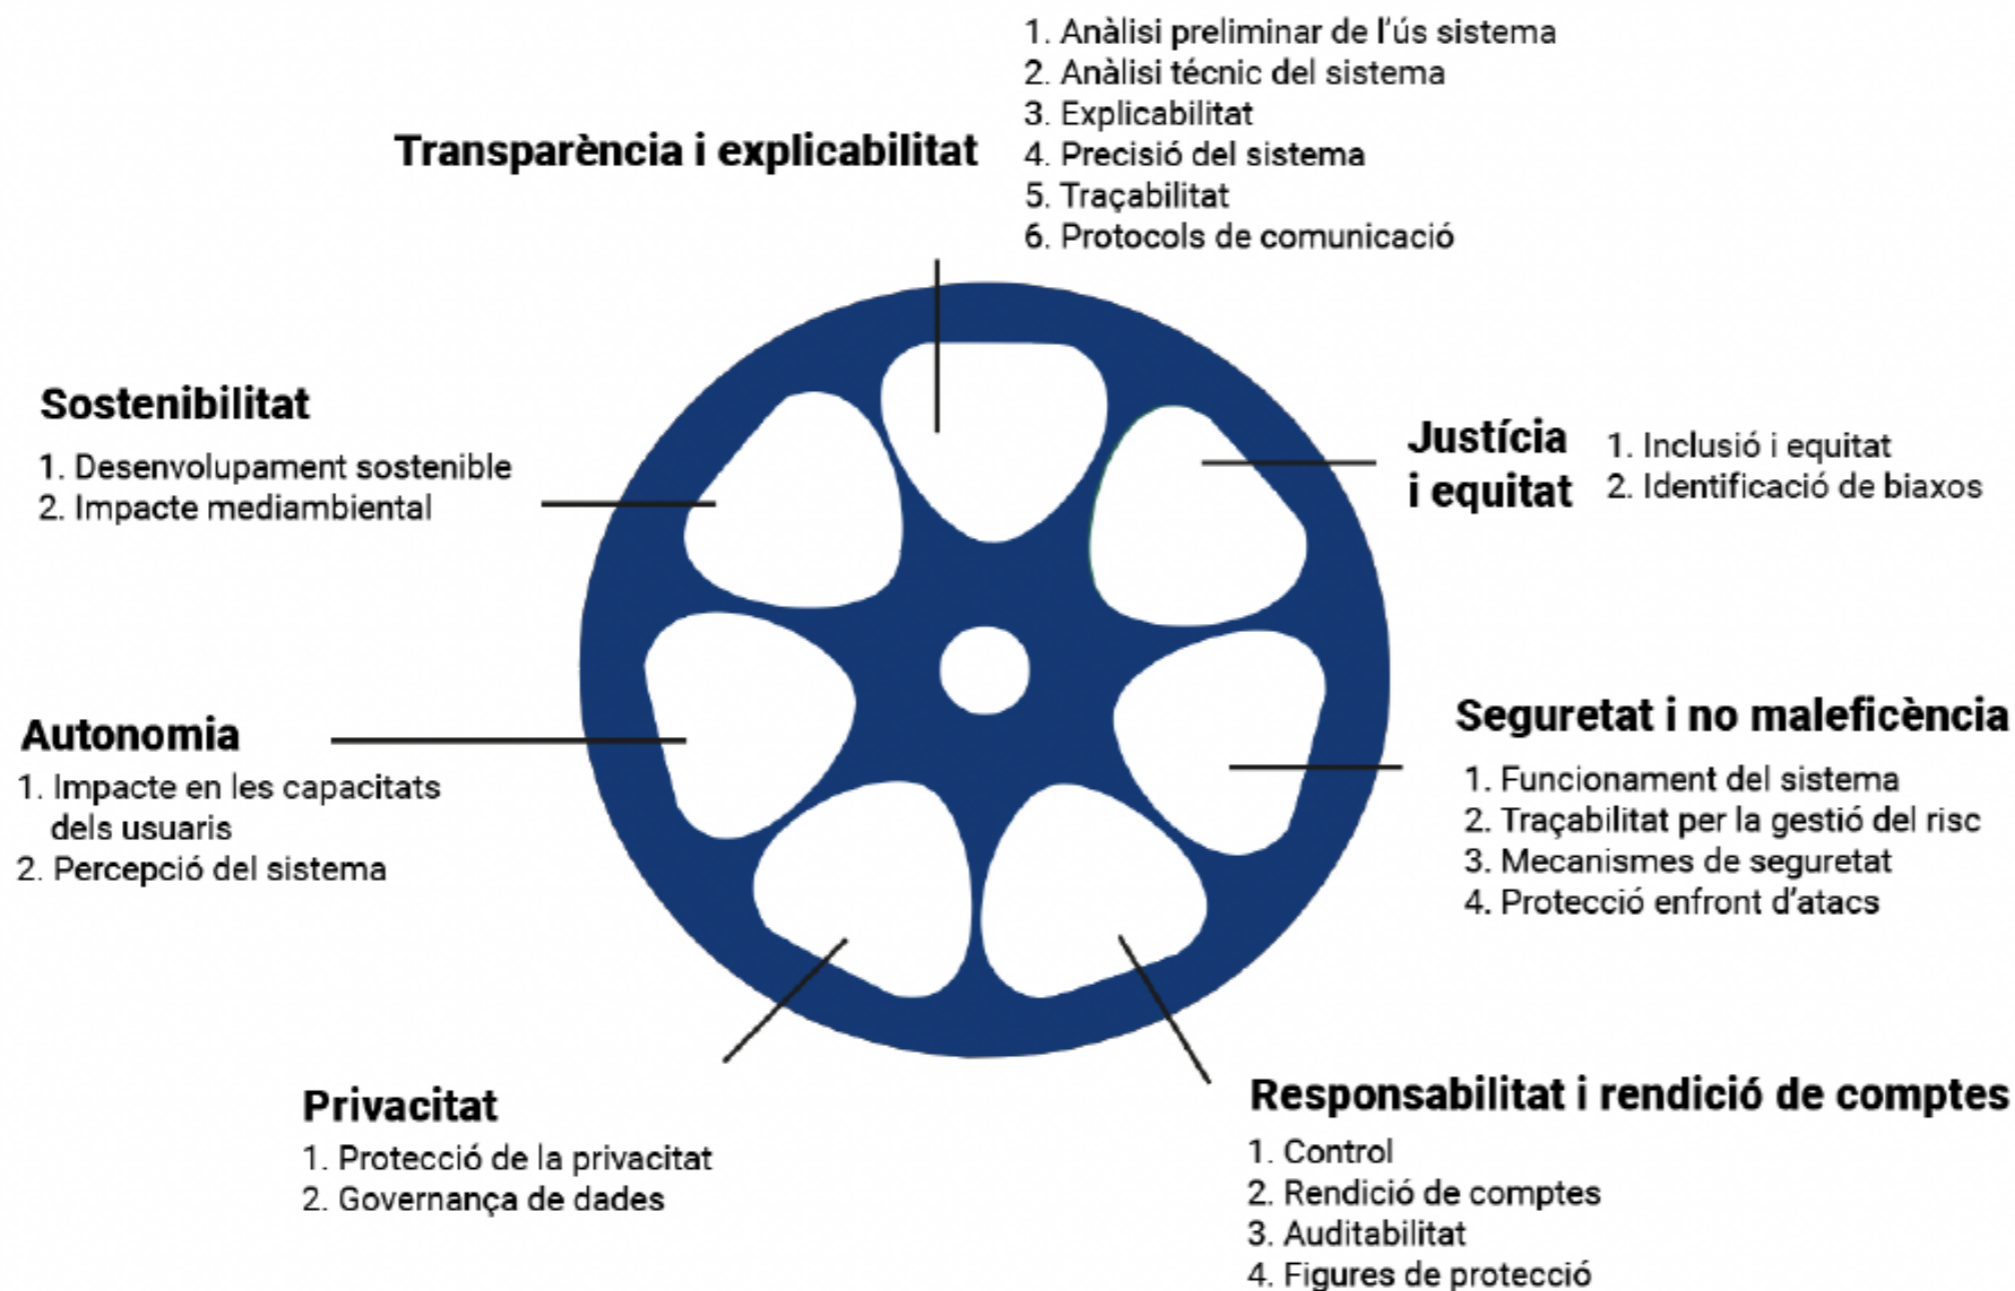 Transparència i explicabilitat
1. Anàlisi preliminar de l'ús sistema
2. Anàlisi técnic del sistema
3. Explicabilitat
4. Precisió del sistema
5. Traçabilitat
6. Protocols de comunicació
Justícia
i equitat
1. Inclusió i equitat
2. Identificació de biaxos
Seguretat i no maleficència
1. Funcionament del sistema
2. Traçabilitat per la gestió del risc
3. Mecanismes de seguretat
4. Protecció enfront d'atacs
Responsabilitat i rendició de comptes
1. Control
2. Rendició de comptes
3. Auditabilitat
4. Figures de protecció
Privacitat
1. Protecció de la privacitat
2. Governança de dades
Autonomia
1. Impacte en les capacitats
dels usuaris
2. Percepció del sistema
Sostenibilitat
1. Desenvolupament sostenible
2. Impacte mediambiental